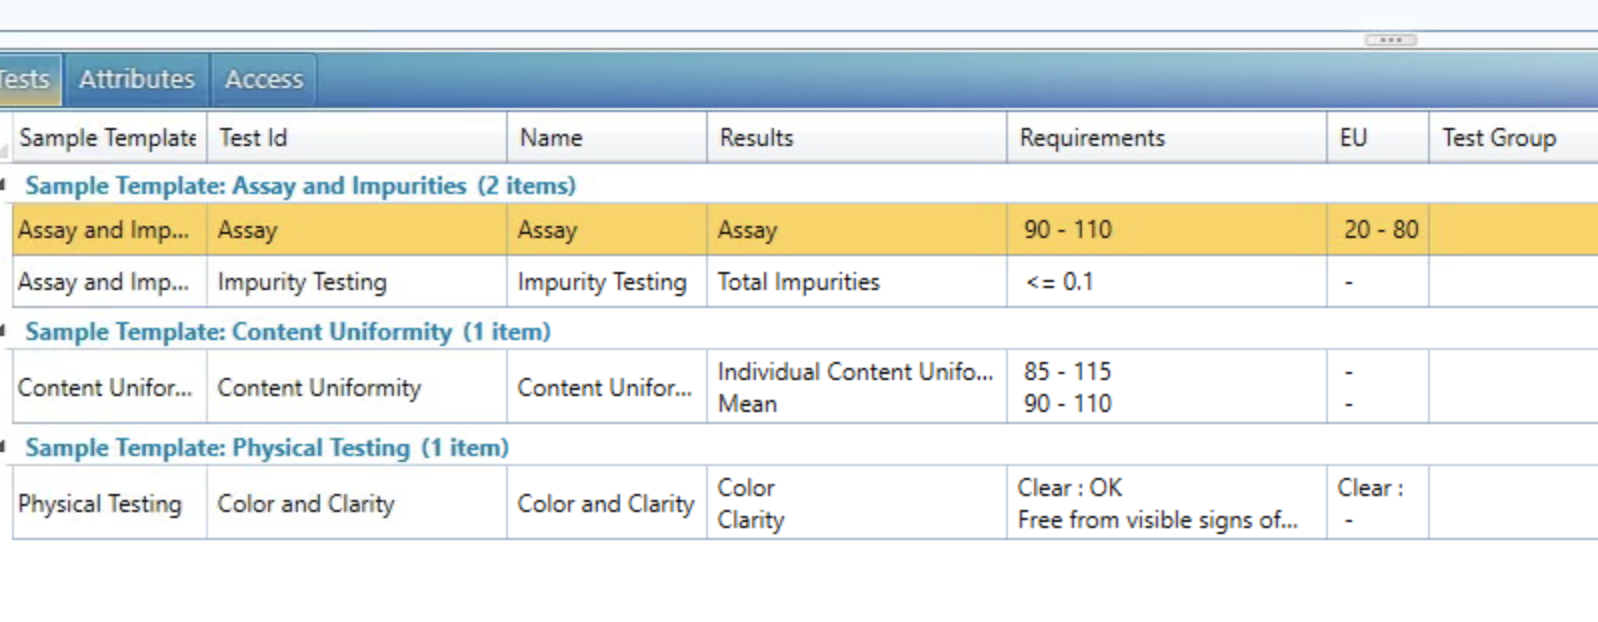 Tests Attributes Access
Sample Template Test Id Name Results Requirements EU Test Group
Sample Template: Assay and Impurities (2 items)
Assay and Imp... Assay Assay Assay 90 - 110 20 - 80
Assay and Imp... Impurity Testing Impurity Testing Total Impurities <= 0.1 -
Sample Template: Content Uniformity (1 item)
Content Unifor... Content Uniformity Content Unifor... Individual Content Unifo... 85 - 115 -
Mean 90 - 110 -
Sample Template: Physical Testing (1 item)
Physical Testing Color and Clarity Color and Clarity Color Clear : OK Clear :
Clarity Free from visible signs of... -